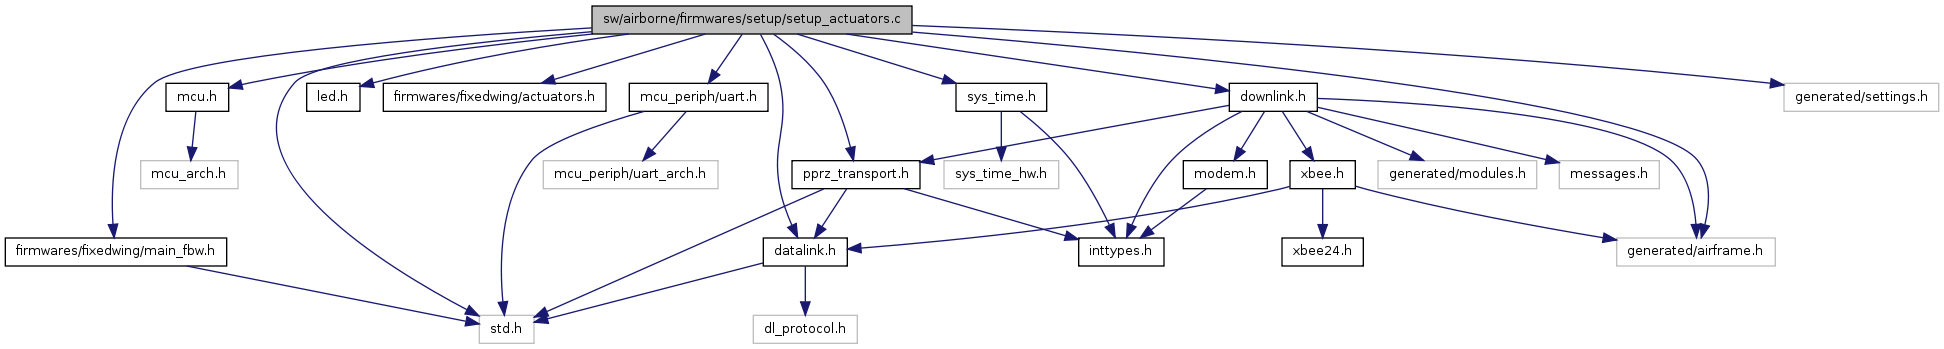 sw/airborne/firmwares/setup/setup_actuators.c
mcu.h
led.h
firmwares/fixedwing/actuators.h
mcu_periph/uart.h
sys_time.h
downlink.h
generated/settings.h
mcu_arch.h
mcu_periph/uart_arch.h
pprz_transport.h
sys_time_hw.h
modem.h
xbee.h
generated/modules.h
messages.h
firmwares/fixedwing/main_fbw.h
datalink.h
inttypes.h
xbee24.h
generated/airframe.h
std.h
dl_protocol.h